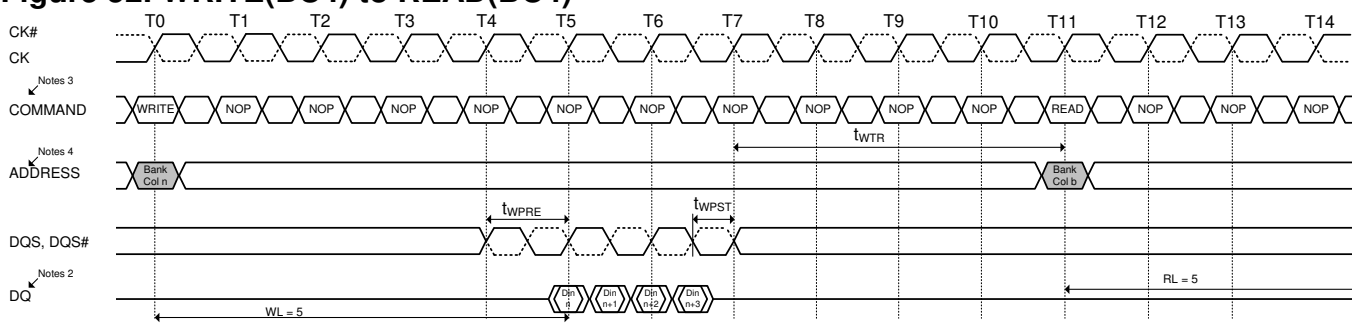 Figure 82. WRITE(BC4) to READ(BC4)
T0 T1 T2 T3 T4 T5 T6 T7 T8 T9 T10 T11 T12 T13 T14
CK#
CK
Notes 3
COMMAND WRITE NOP NOP NOP NOP NOP NOP NOP NOP NOP NOP READ NOP NOP NOP
tWTR
Notes 4
ADDRESS Bank Col n Bank Col b
tWPRE tWPST
DQS, DQS#
Notes 2
DQ Din n Din n+1 Din n+2 Din n+3
RL = 5
WL = 5